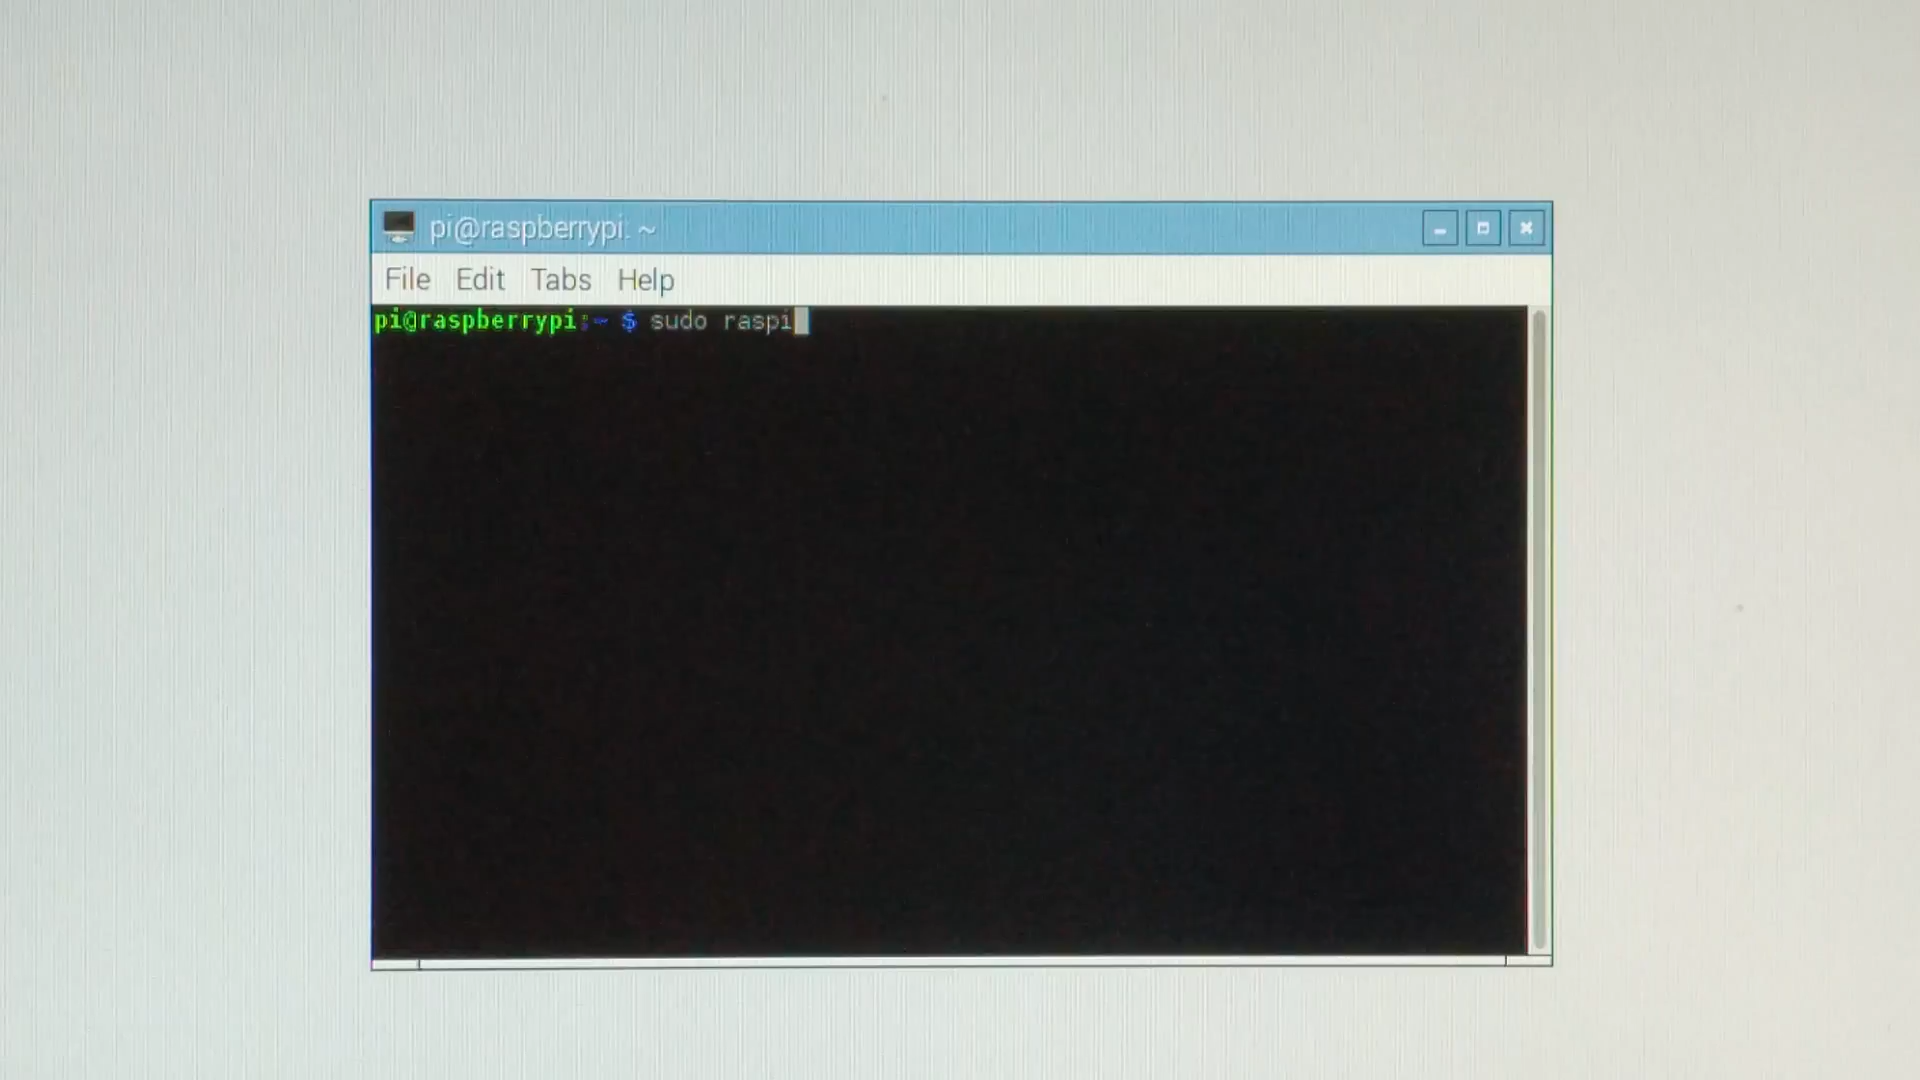 pi@raspberrypi: ~
File Edit Tabs Help
pi@raspberrypi:~ $ sudo raspi